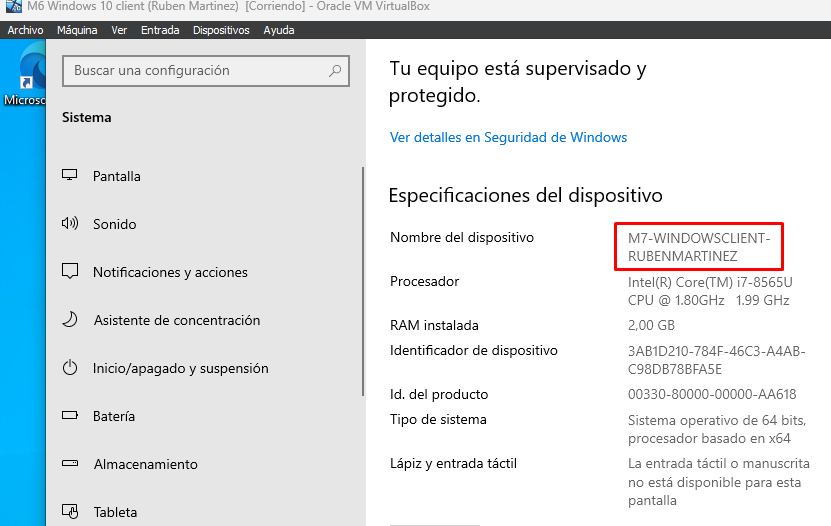 M6 Windows 10 client (Ruben Martinez) [Corriendo] - Oracle VM VirtualBox
Archivo Máquina Ver Entrada Dispositivos Ayuda
Buscar una configuración
Sistema
Pantalla
Sonido
Notificaciones y acciones
Asistente de concentración
Inicio/apagado y suspensión
Batería
Almacenamiento
Tableta
Tu equipo está supervisado y
protegido.
Ver detalles en Seguridad de Windows
Especificaciones del dispositivo
Nombre del dispositivo M7-WINDOWSCLIENT-
RUBENMARTINEZ
Procesador Intel(R) Core(TM) i7-8565U
CPU @ 1.80GHz 1.99 GHz
RAM instalada 2,00 GB
Identificador de dispositivo 3AB1D210-784F-46C3-A4AB-
C98DB78BFA5E
Id. del producto 00330-80000-00000-AA618
Tipo de sistema Sistema operativo de 64 bits,
procesador basado en x64
Lápiz y entrada táctil La entrada táctil o manuscrita
no está disponible para esta
pantalla